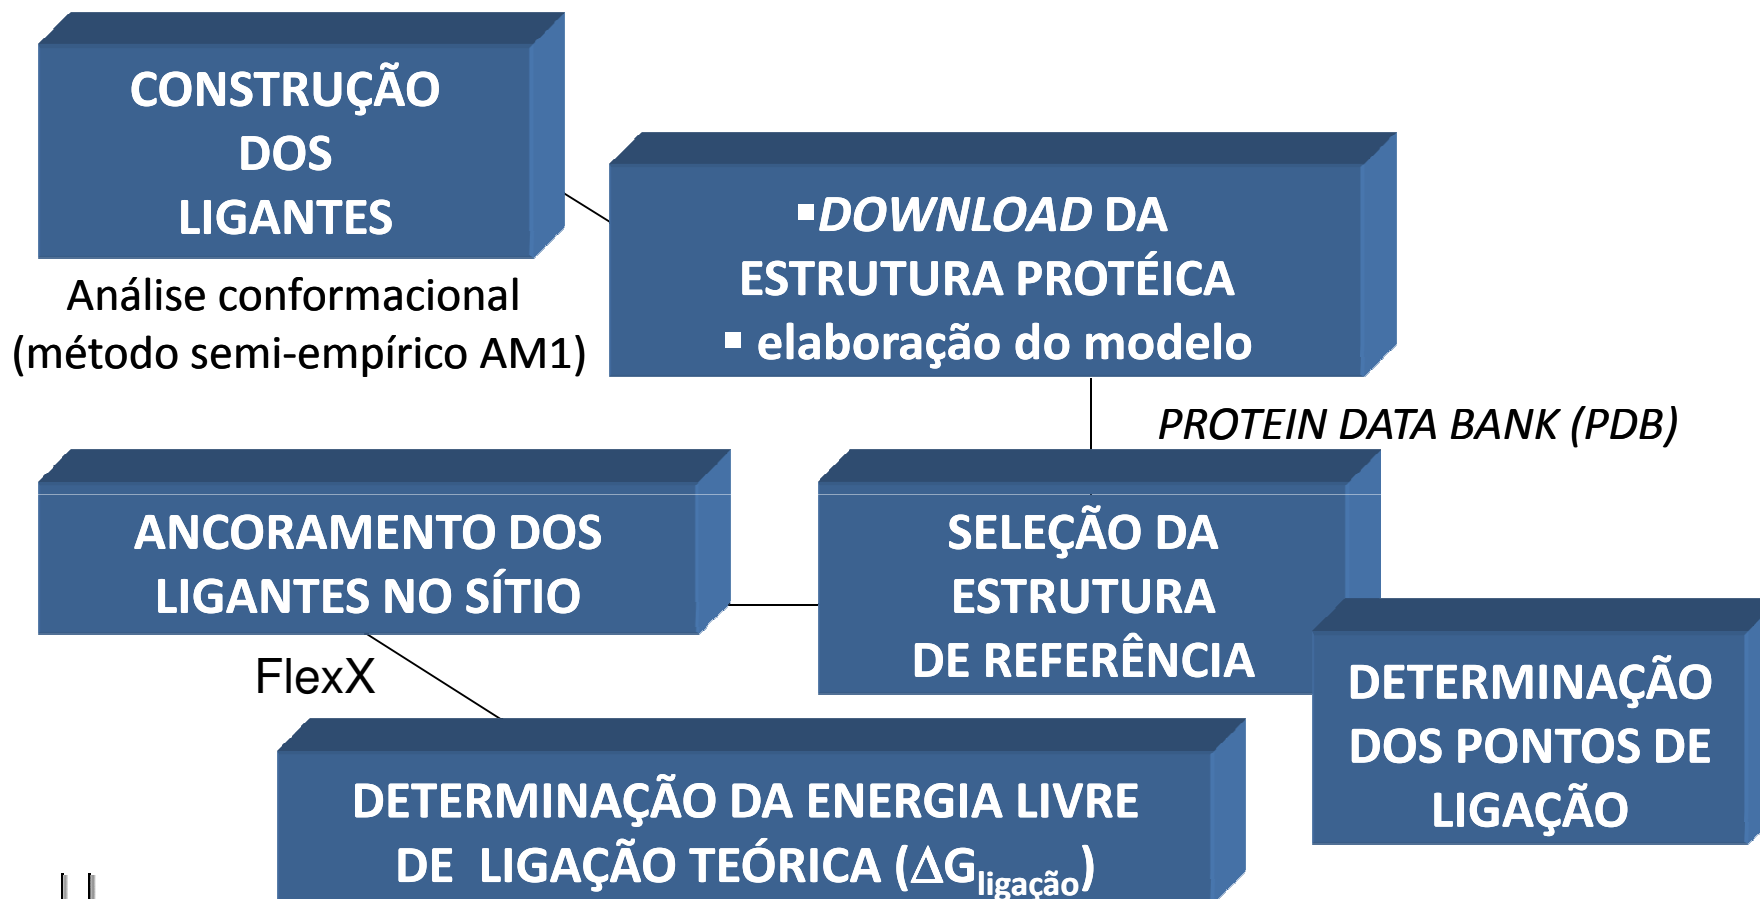 CONSTRUÇÃO
DOS
LIGANTES
Análise conformacional
(método semi-empírico AM1)
▪DOWNLOAD DA
ESTRUTURA PROTÉICA
▪ elaboração do modelo
PROTEIN DATA BANK (PDB)
SELEÇÃO DA
ESTRUTURA
DE REFERÊNCIA
DETERMINAÇÃO
DOS PONTOS DE
LIGAÇÃO
ANCORAMENTO DOS
LIGANTES NO SÍTIO
FlexX
DETERMINAÇÃO DA ENERGIA LIVRE
DE LIGAÇÃO TEÓRICA (ΔGligação)